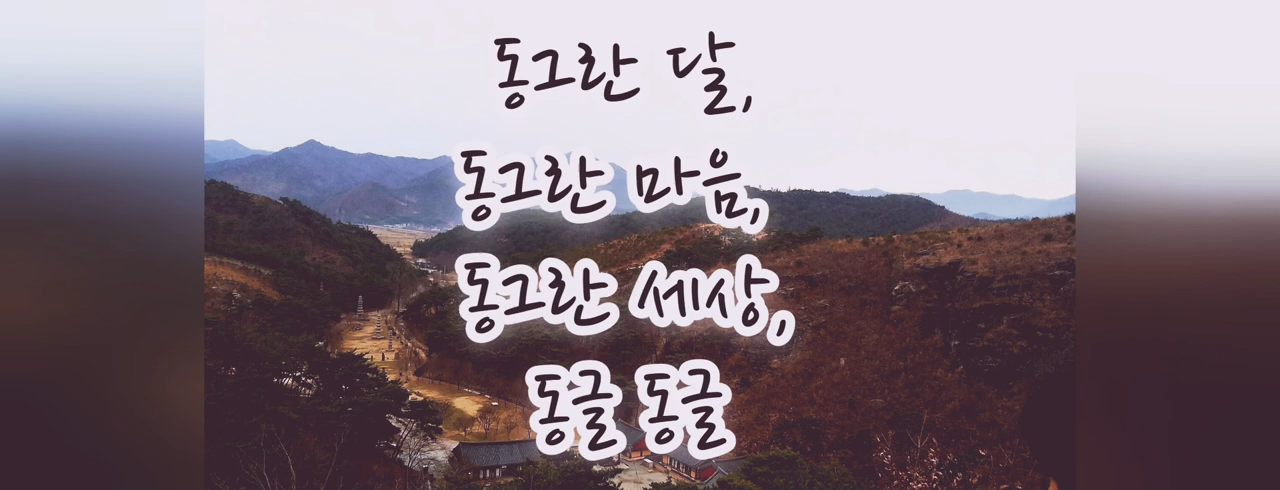 동그란 달,
동그란 마음,
동그란 세상,
동글 동글